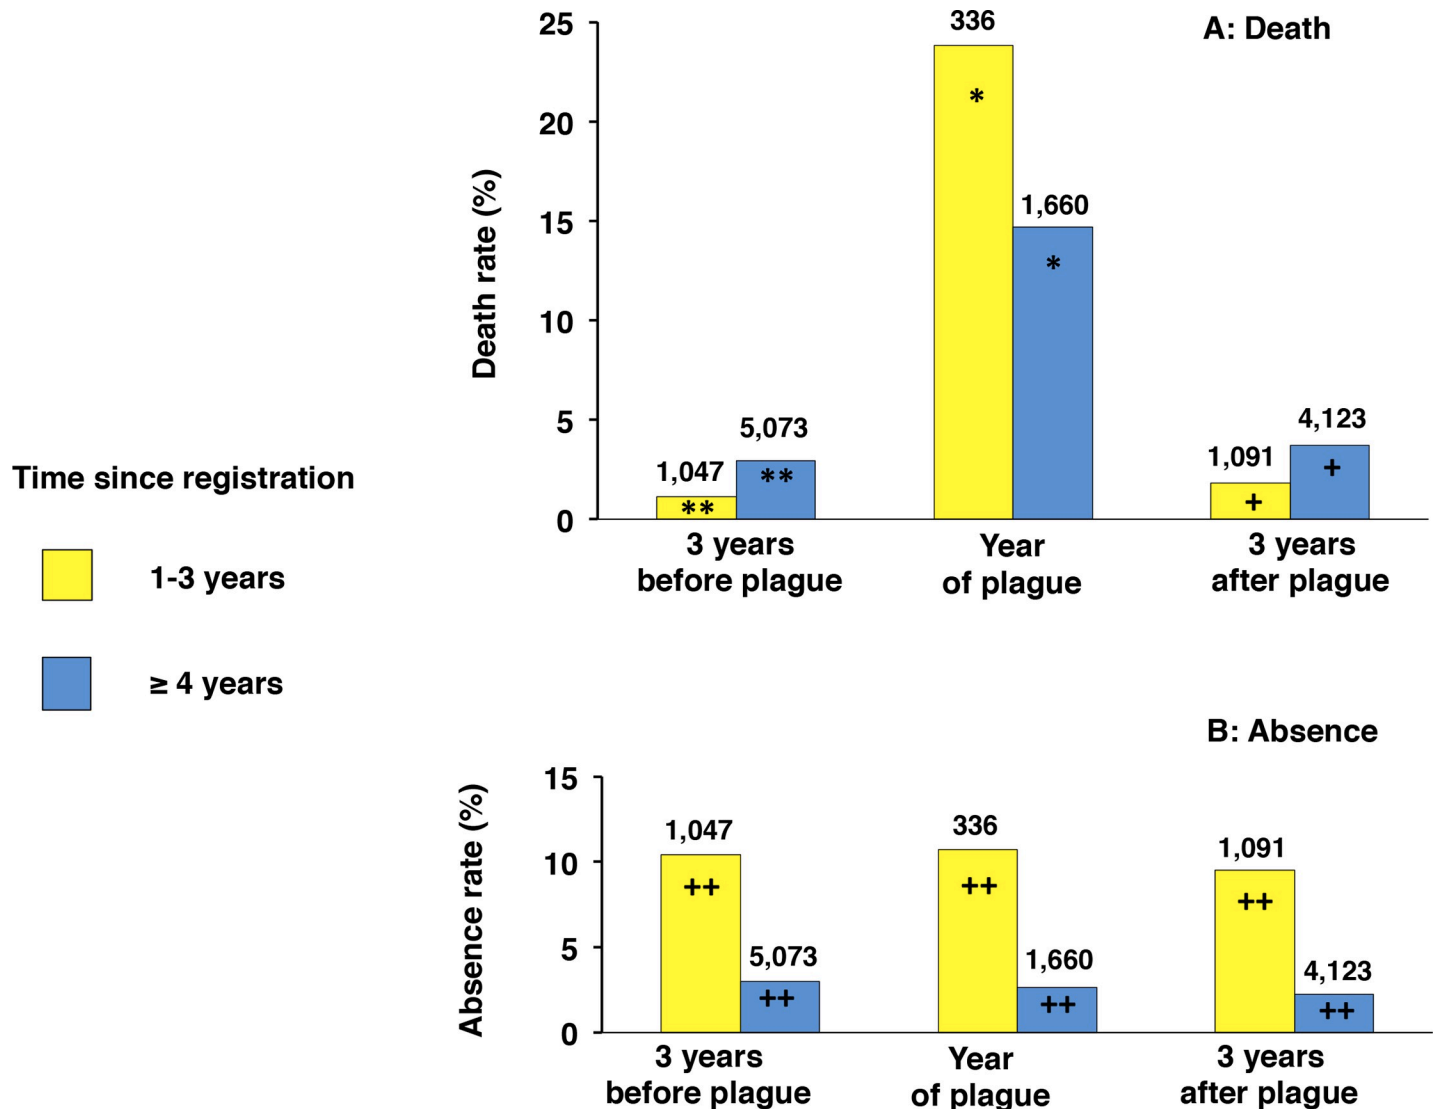 A: Death
Death rate (%)
25
20
15
10
5
0
336
*
1,660
*
5,073
**
1,047
**
4,123
+
1,091
+
3 years
before plague
Year
of plague
3 years
after plague
Time since registration
1-3 years
≥ 4 years
B: Absence
Absence rate (%)
15
10
5
0
1,047
++
5,073
++
336
++
1,660
++
1,091
++
4,123
++
3 years
before plague
Year
of plague
3 years
after plague